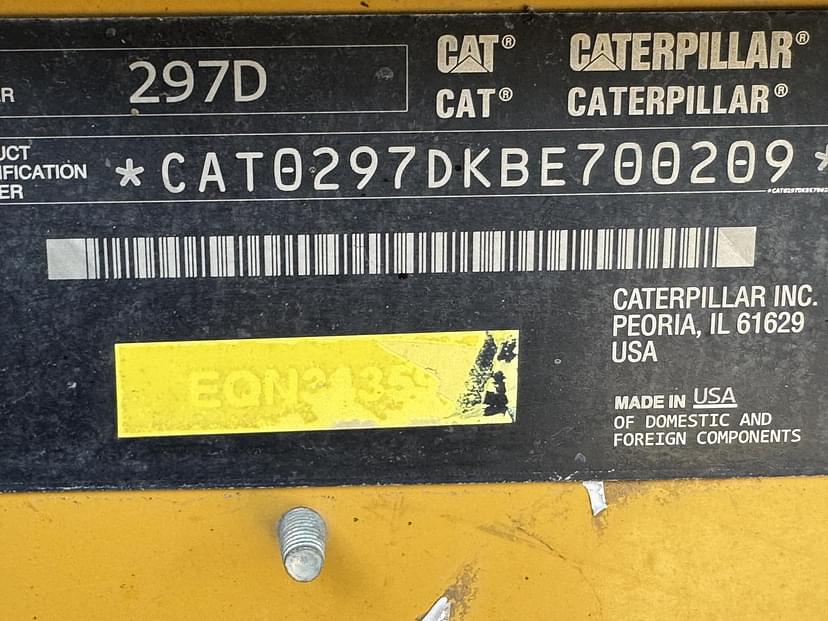 297D
CAT® CATERPILLAR®
CAT® CATERPILLAR®
*CAT0297DKBE700209*
CATERPILLAR INC.
PEORIA, IL 61629
USA
MADE IN USA
OF DOMESTIC AND
FOREIGN COMPONENTS